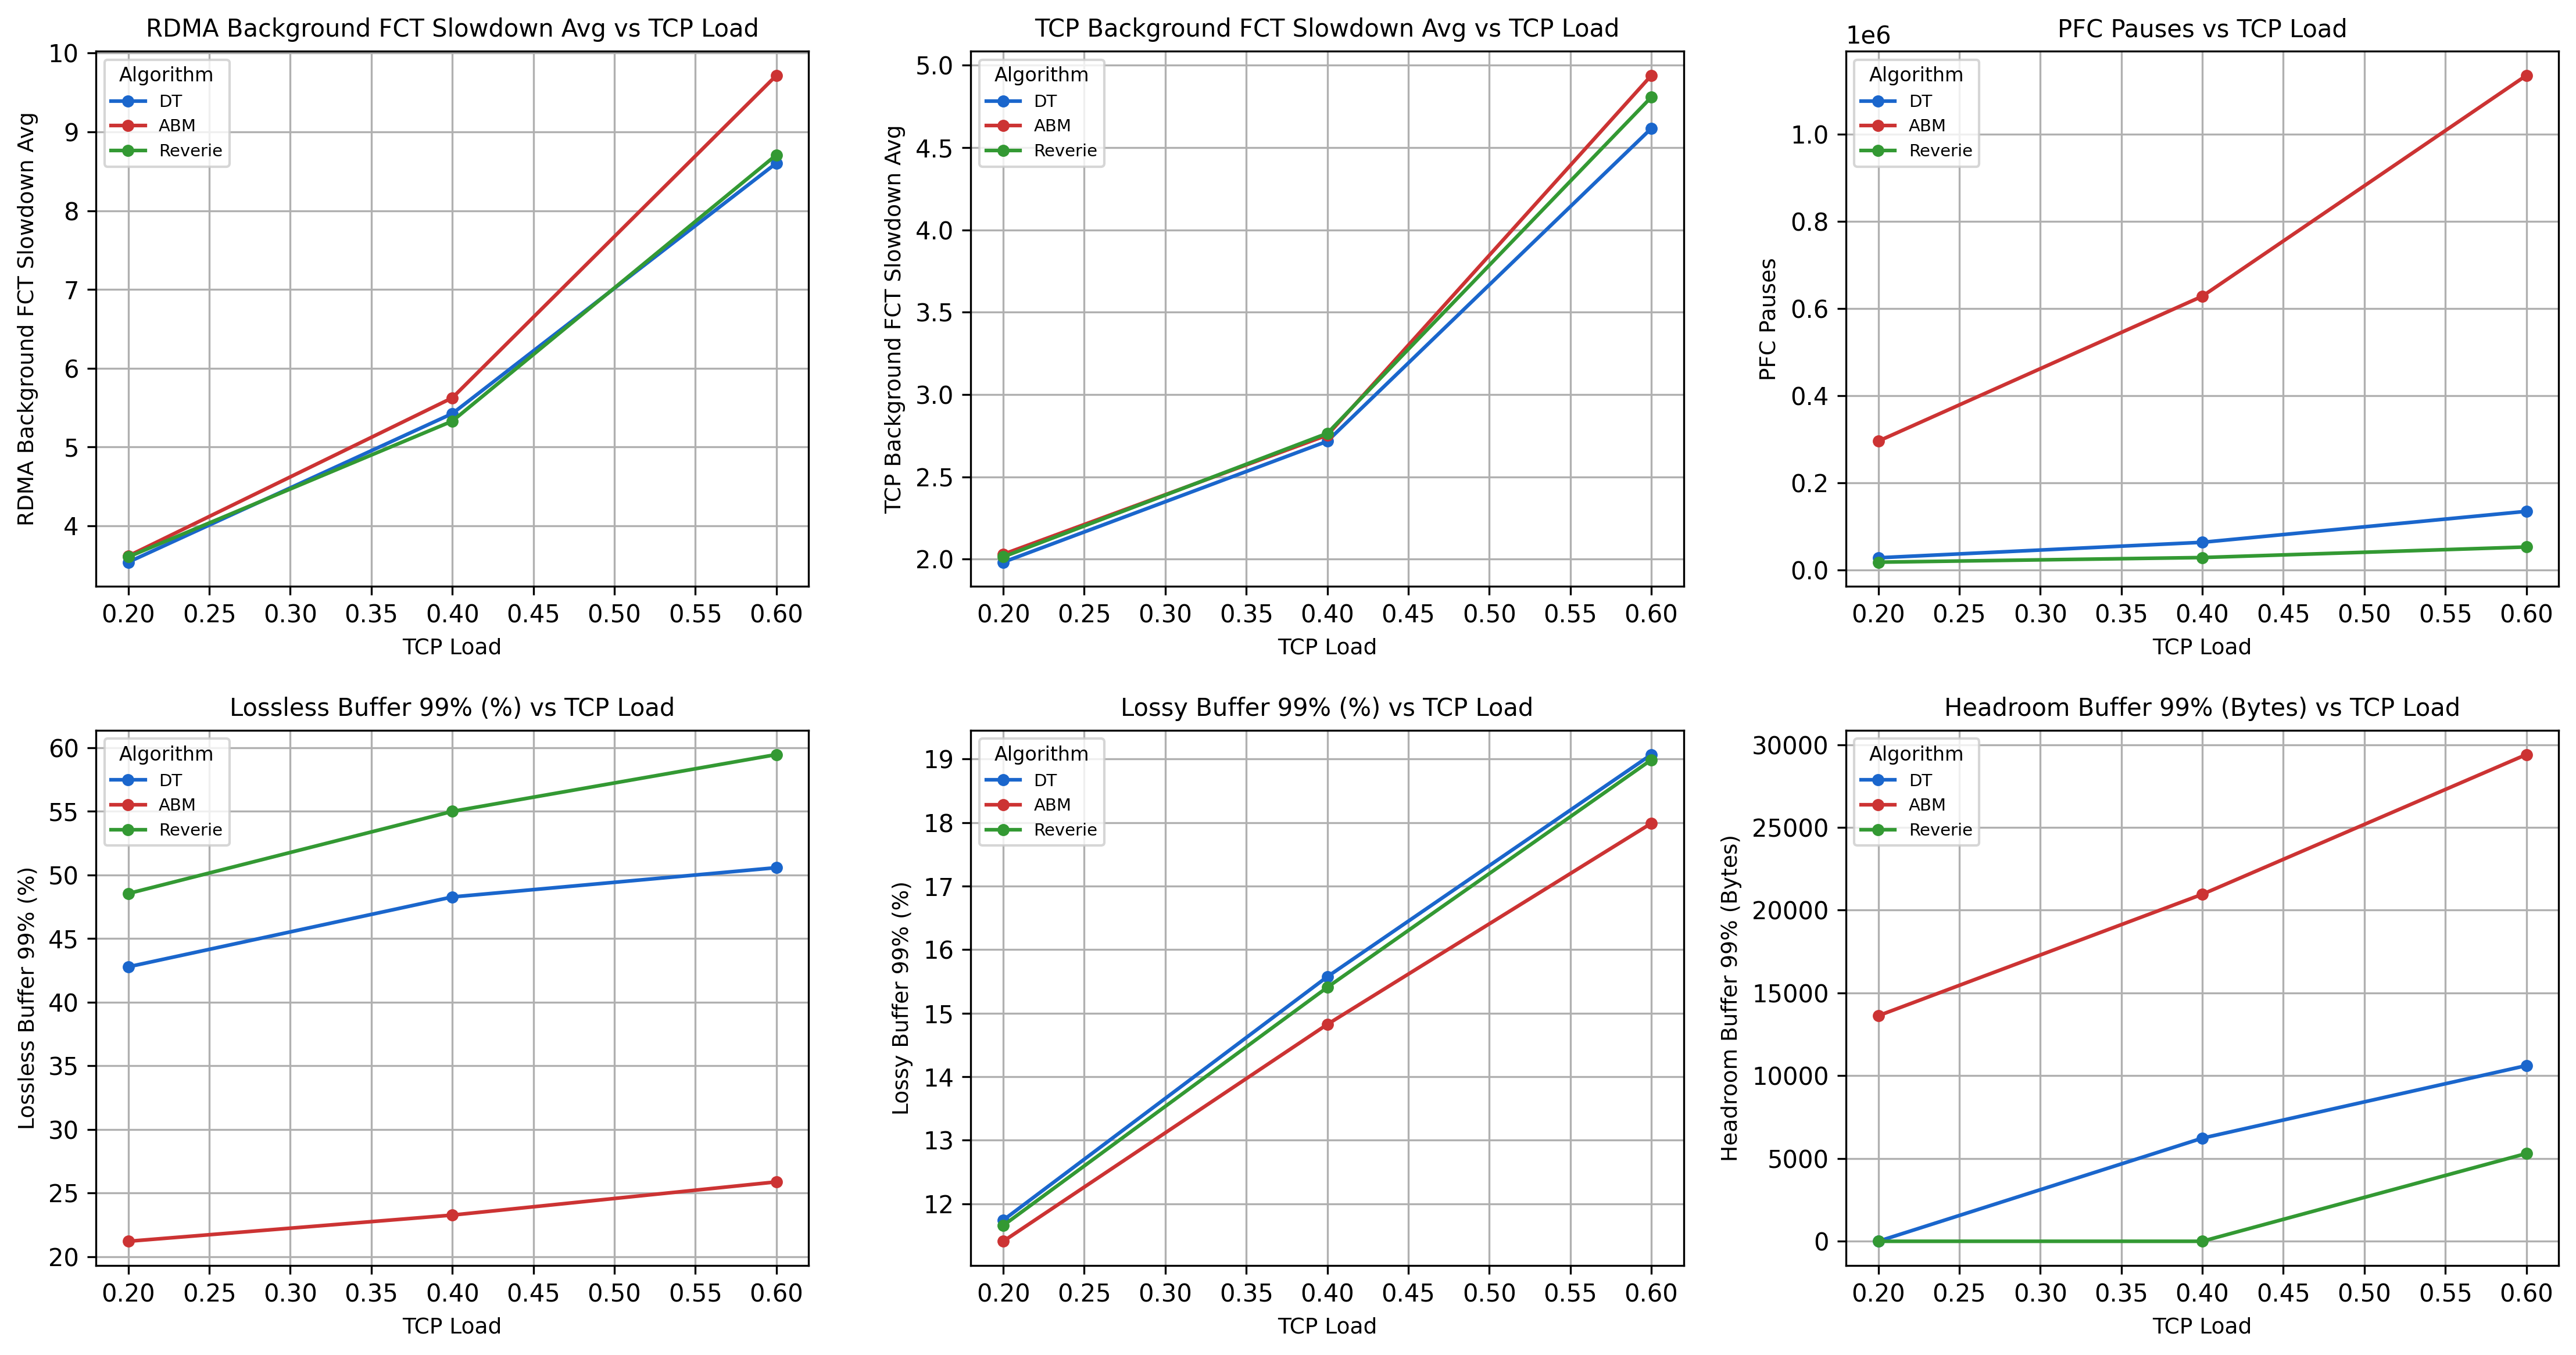 RDMA Background FCT Slowdown Avg vs TCP Load
RDMA Background FCT Slowdown Avg
10
9
8
7
6
5
4
Algorithm
DT
ABM
Reverie
0.20 0.25 0.30 0.35 0.40 0.45 0.50 0.55 0.60
TCP Load
TCP Background FCT Slowdown Avg vs TCP Load
TCP Background FCT Slowdown Avg
5.0
4.5
4.0
3.5
3.0
2.5
2.0
Algorithm
DT
ABM
Reverie
0.20 0.25 0.30 0.35 0.40 0.45 0.50 0.55 0.60
TCP Load
PFC Pauses vs TCP Load
1e6
PFC Pauses
1.0
0.8
0.6
0.4
0.2
0.0
Algorithm
DT
ABM
Reverie
0.20 0.25 0.30 0.35 0.40 0.45 0.50 0.55 0.60
TCP Load
Lossless Buffer 99% (%) vs TCP Load
Lossless Buffer 99% (%)
60
55
50
45
40
35
30
25
20
Algorithm
DT
ABM
Reverie
0.20 0.25 0.30 0.35 0.40 0.45 0.50 0.55 0.60
TCP Load
Lossy Buffer 99% (%) vs TCP Load
Lossy Buffer 99% (%)
19
18
17
16
15
14
13
12
Algorithm
DT
ABM
Reverie
0.20 0.25 0.30 0.35 0.40 0.45 0.50 0.55 0.60
TCP Load
Headroom Buffer 99% (Bytes) vs TCP Load
Headroom Buffer 99% (Bytes)
30000
25000
20000
15000
10000
5000
0
Algorithm
DT
ABM
Reverie
0.20 0.25 0.30 0.35 0.40 0.45 0.50 0.55 0.60
TCP Load